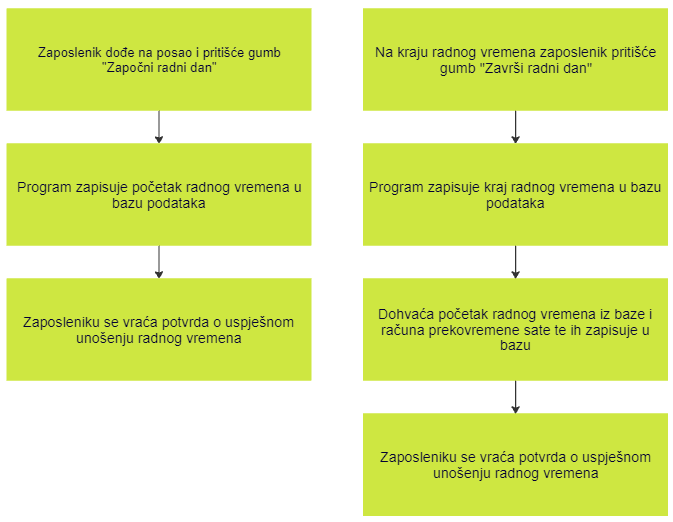 Zaposlenik dođe na posao i pritišće gumb
"Započni radni dan"
Program zapisuje početak radnog vremena u
bazu podataka
Zaposleniku se vraća potvrda o uspješnom
unošenju radnog vremena
Na kraju radnog vremena zaposlenik pritišće
gumb "Završi radni dan"
Program zapisuje kraj radnog vremena u bazu
podataka
Dohvaća početak radnog vremena iz baze i
računa prekovremene sate te ih zapisuje u
bazu
Zaposleniku se vraća potvrda o uspješnom
unošenju radnog vremena